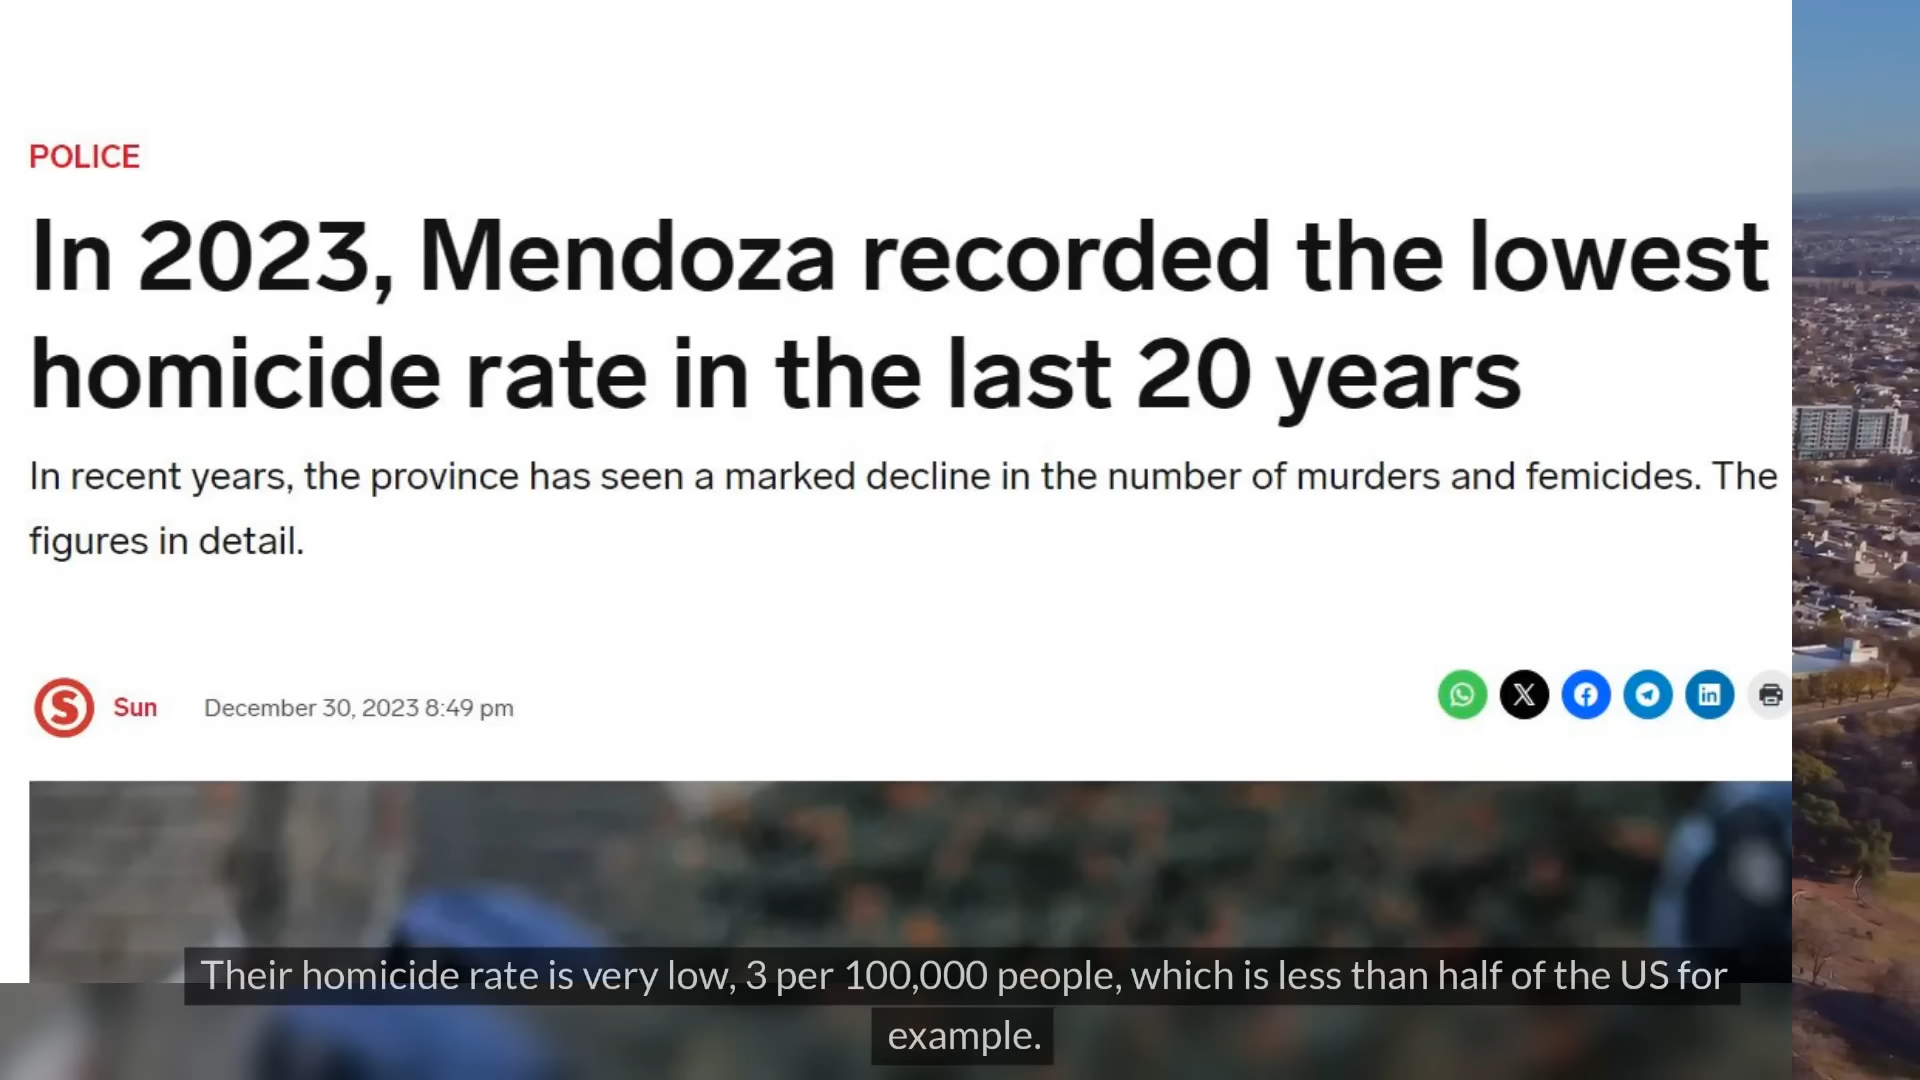 POLICE
In 2023, Mendoza recorded the lowest
homicide rate in the last 20 years
In recent years, the province has seen a marked decline in the number of murders and femicides. The
figures in detail.
S Sun December 30, 2023 8:49 pm
Their homicide rate is very low, 3 per 100,000 people, which is less than half of the US for
example.